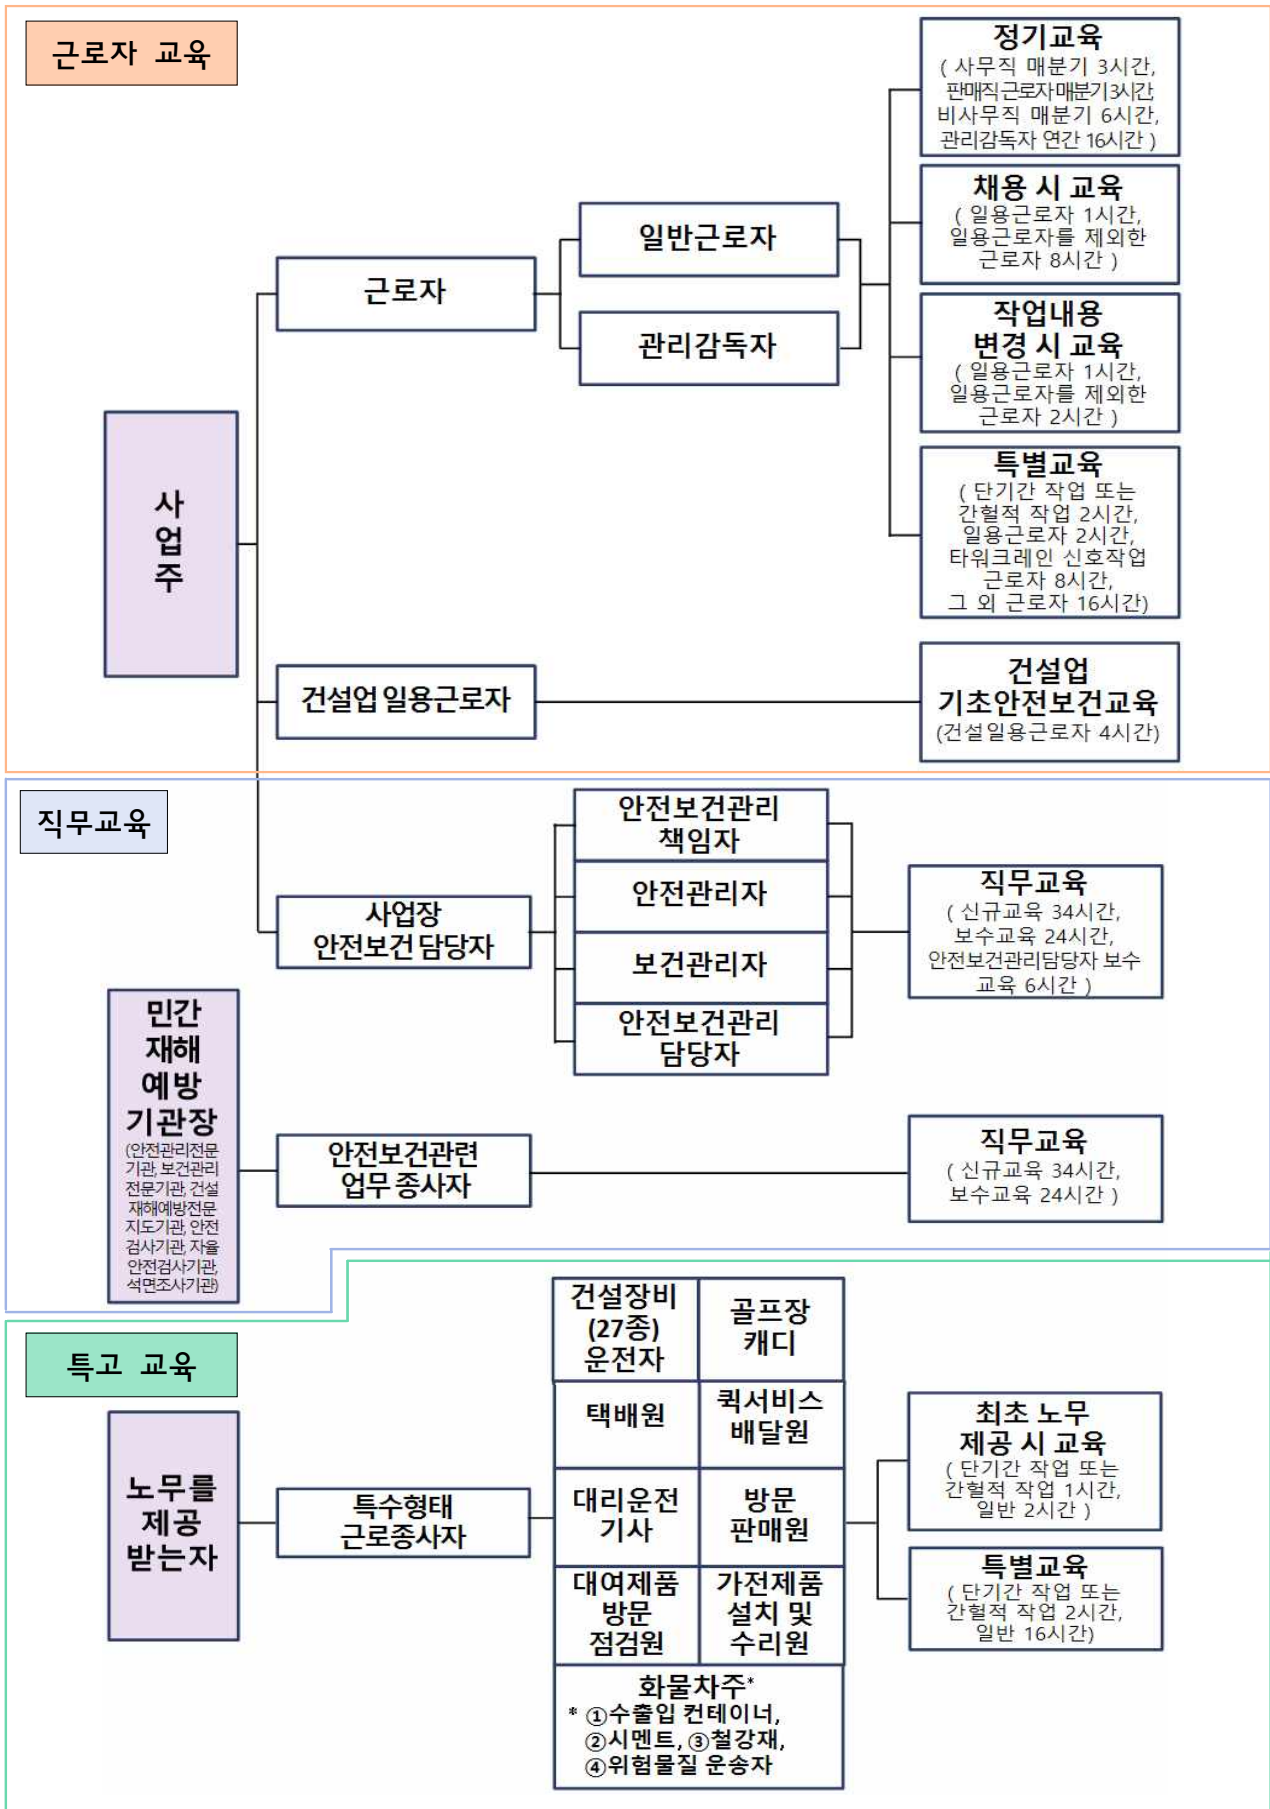 근로자 교육
사업주
근로자
일반근로자
관리감독자
정기교육
( 사무직 매분기 3시간,
판매직 근로자 매분기 3시간,
비사무직 매분기 6시간,
관리감독자 연간 16시간 )
채용 시 교육
( 일용근로자 1시간,
일용근로자를 제외한
근로자 8시간 )
작업내용
변경 시 교육
( 일용근로자 1시간,
일용근로자를 제외한
근로자 2시간 )
특별교육
( 단기간 작업 또는
간헐적 작업 2시간,
일용근로자 2시간,
타워크레인 신호작업
근로자 8시간,
그 외 근로자 16시간)
건설업 일용근로자
건설업
기초안전보건교육
(건설일용근로자 4시간)
직무교육
사업장
안전보건 담당자
안전보건관리
책임자
안전관리자
보건관리자
안전보건관리
담당자
직무교육
( 신규교육 34시간,
보수교육 24시간,
안전보건관리담당자 보수
교육 6시간 )
민간
재해
예방
기관장
(안전관리전문
기관, 보건관리
전문기관, 건설
재해예방전문
지도기관, 안전
검사기관, 자율
안전검사기관,
석면조사기관)
안전보건관련
업무 종사자
직무교육
( 신규교육 34시간,
보수교육 24시간 )
특고 교육
노무를
제공
받는자
특수형태
근로종사자
건설장비
(27종)
운전자
골프장
캐디
택배원
퀵서비스
배달원
대리운전
기사
방문
판매원
대여제품
방문
점검원
가전제품
설치 및
수리원
화물차주*
* ①수출입 컨테이너,
②시멘트, ③철강재,
④위험물질 운송자
최초 노무
제공 시 교육
( 단기간 작업 또는
간헐적 작업 1시간,
일반 2시간 )
특별교육
( 단기간 작업 또는
간헐적 작업 2시간,
일반 16시간)